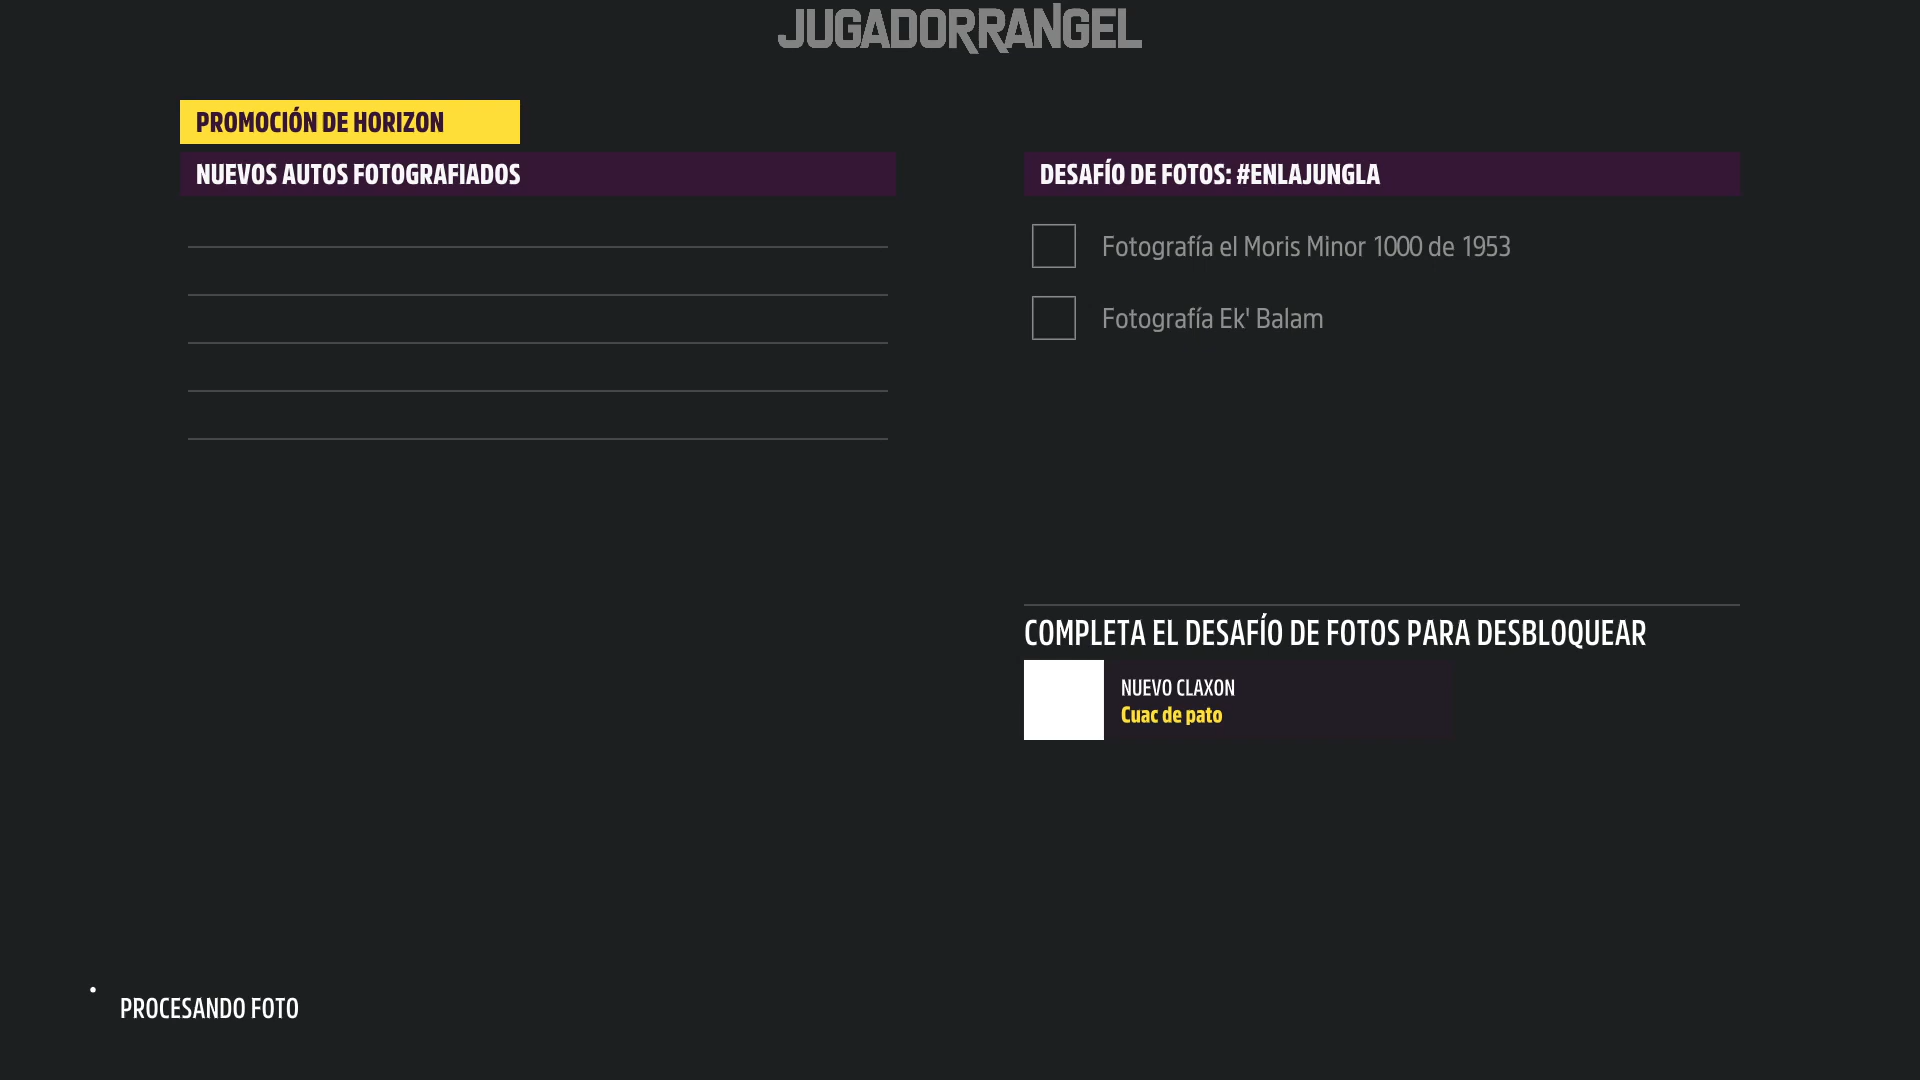 JUGADORRANGEL
PROMOCIÓN DE HORIZON
NUEVOS AUTOS FOTOGRAFIADOS
DESAFÍO DE FOTOS: #ENLAJUNGLA
Fotografía el Moris Minor 1000 de 1953
Fotografía Ek' Balam
COMPLETA EL DESAFÍO DE FOTOS PARA DESBLOQUEAR
NUEVO CLAXON
Cuac de pato
PROCESANDO FOTO